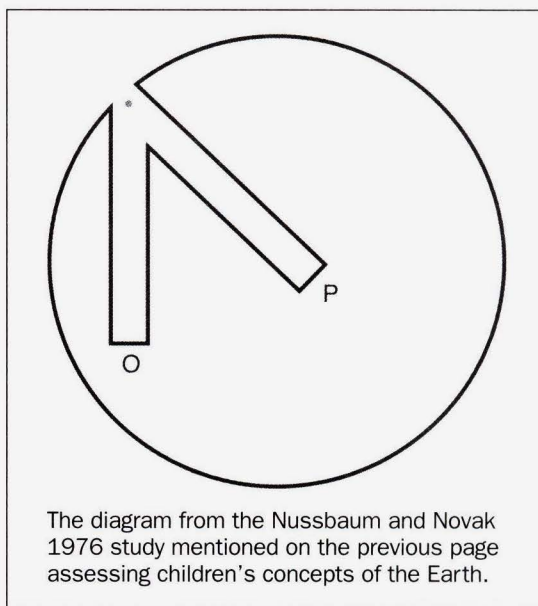 O
P
The diagram from the Nussbaum and Novak
1976 study mentioned on the previous page
assessing children's concepts of the Earth.